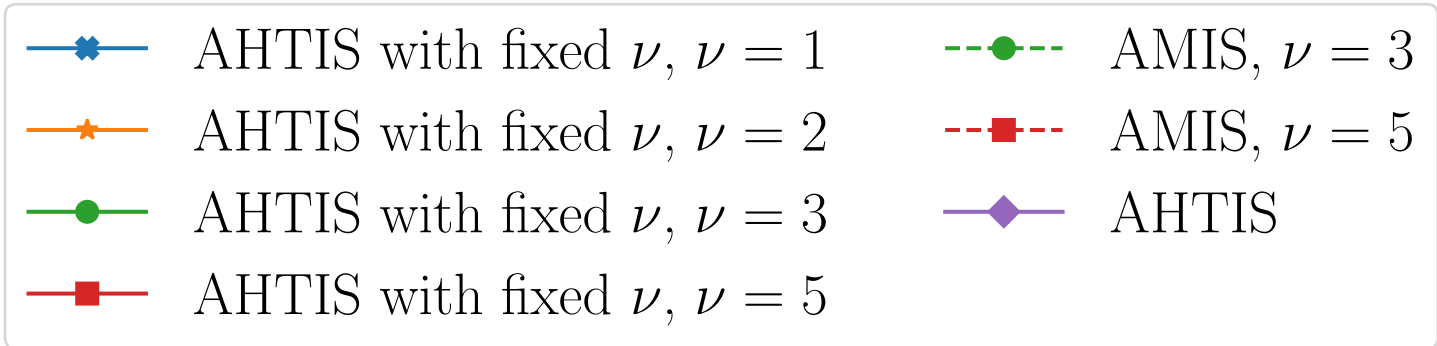 AHTIS with fixed ν, ν = 1
AHTIS with fixed ν, ν = 2
AHTIS with fixed ν, ν = 3
AHTIS with fixed ν, ν = 5
AMIS, ν = 3
AMIS, ν = 5
AHTIS